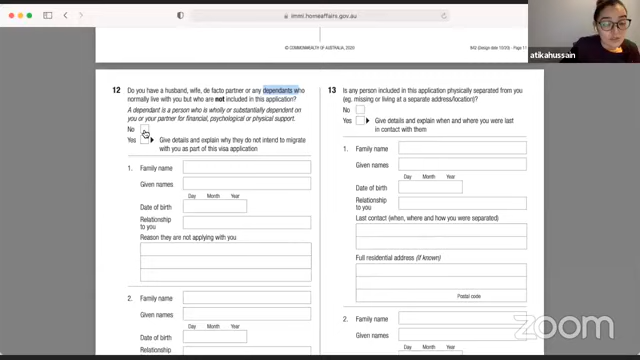 immi.homeaffairs.gov.au
© COMMONWEALTH OF AUSTRALIA, 2020
842 (Design date 10/20) - Page 11
atikahussain
12 Do you have a husband, wife, de facto partner or any dependants who
normally live with you but who are not included in this application?
A dependant is a person who is wholly or substantially dependent on
you or your partner for financial, psychological or physical support.
No
Yes Give details and explain why they do not intend to migrate
with you as part of this visa application
1. Family name
Given names
Day Month Year
Date of birth
Relationship
to you
Reason they are not applying with you
2. Family name
Given names
Day Month Year
Date of birth
Relationship
13 Is any person included in this application physically separated from you
(eg. missing or living at a separate address/location)?
No
Yes Give details and explain when and where you were last
in contact with them
1. Family name
Given names
Day Month Year
Date of birth
Relationship
to you
Last contact (when, where and how you were separated)
Full residential address (if known)
Postal code
2. Family name
Given names
Day Month Year
zoom